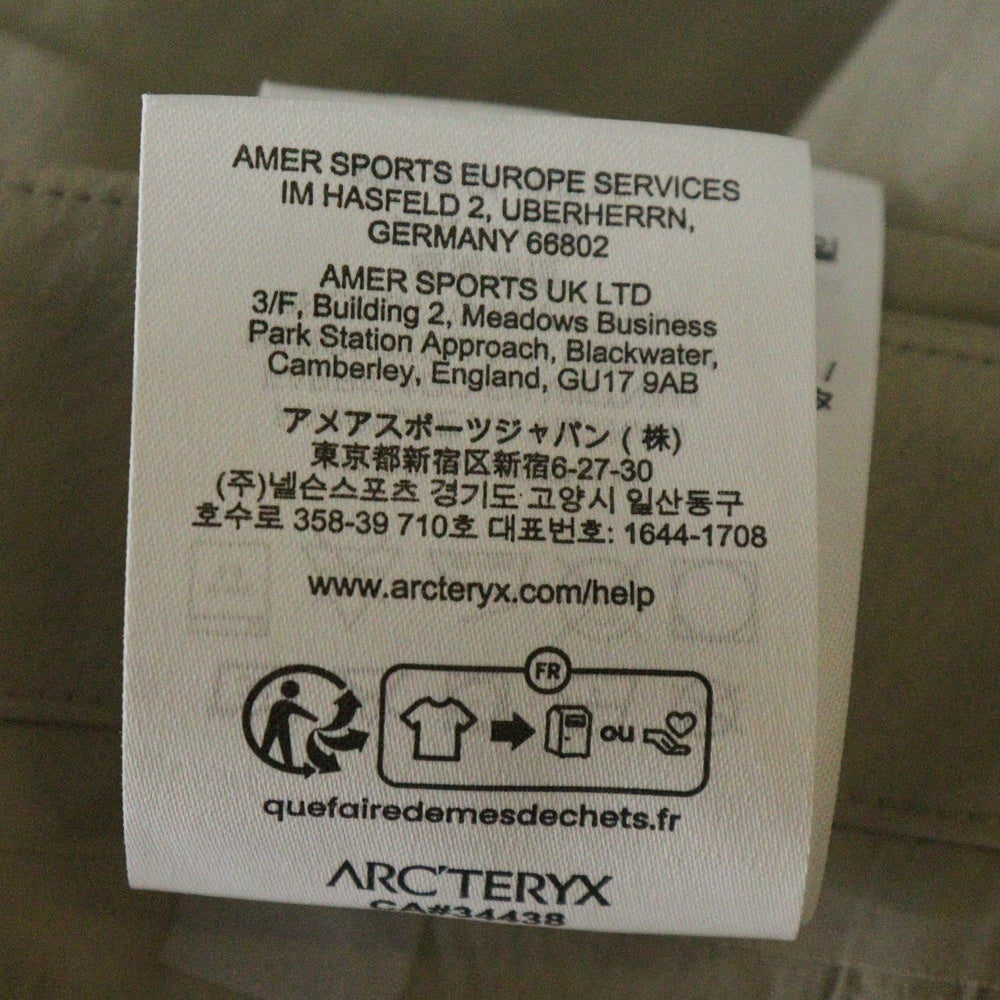 AMER SPORTS EUROPE SERVICES
IM HASFELD 2, UBERHERRN,
GERMANY 66802
AMER SPORTS UK LTD
3/F, Building 2, Meadows Business
Park Station Approach, Blackwater,
Camberley, England, GU17 9AB
アメアスポーツジャパン ( 株)
東京都新宿区新宿6-27-30
(주)넬슨스포츠 경기도 고양시 일산동구
호수로 358-39 710호 대표번호: 1644-1708
www.arcteryx.com/help
FR
ou
quefairedemesdechets.fr
ARC'TERYX
CA#34438